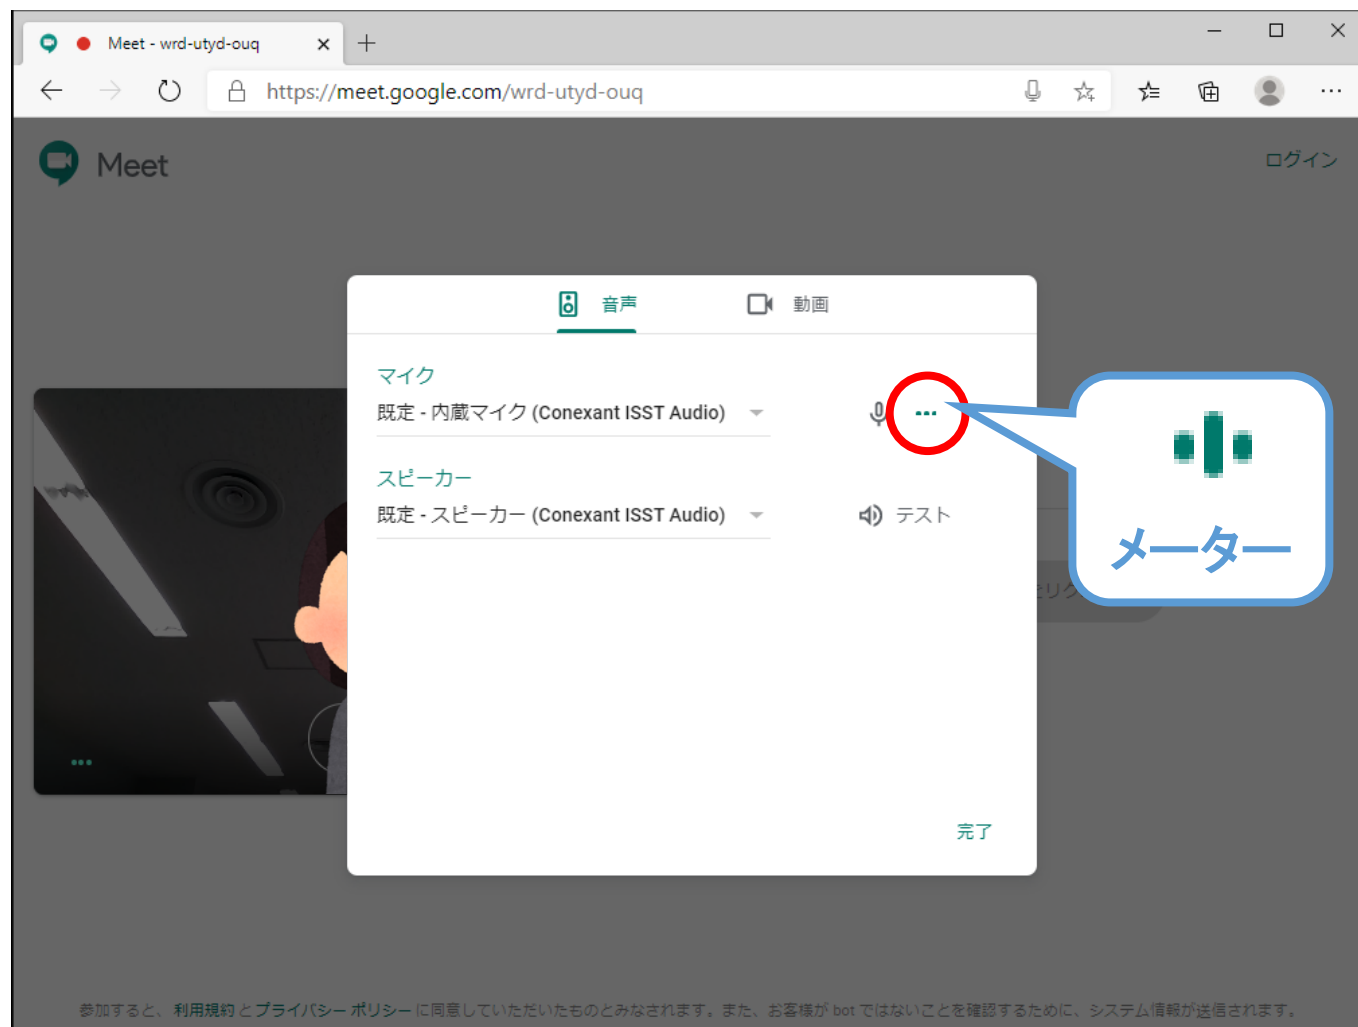 Meet - wrd-utyd-ouq
https://meet.google.com/wrd-utyd-ouq
Meet
ログイン
音声
動画
マイク
既定 - 内蔵マイク (Conexant ISST Audio)
スピーカー
既定 - スピーカー (Conexant ISST Audio)
テスト
メーター
リク
完了
参加すると、利用規約 と プライバシー ポリシー に同意していただいたものとみなされます。また、お客様が bot ではないことを確認するために、システム情報が送信されます。